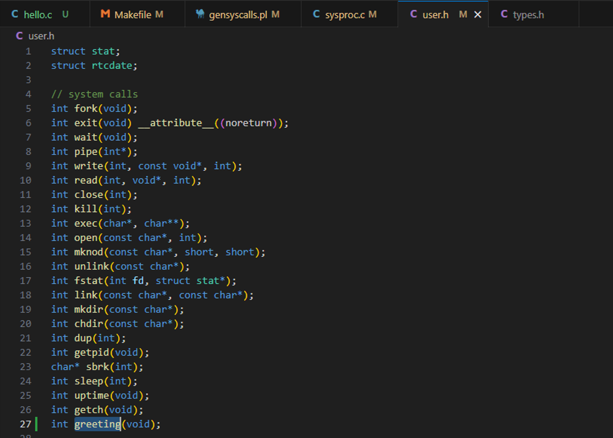 hello.c U Makefile M gensyscalls.pl M sysproc.c M user.h M types.h
user.h
1 struct stat;
2 struct rtcdate;
3
4 // system calls
5 int fork(void);
6 int exit(void) __attribute__((noreturn));
7 int wait(void);
8 int pipe(int*);
9 int write(int, const void*, int);
10 int read(int, void*, int);
11 int close(int);
12 int kill(int);
13 int exec(char*, char**);
14 int open(const char*, int);
15 int mknod(const char*, short, short);
16 int unlink(const char*);
17 int fstat(int fd, struct stat*);
18 int link(const char*, const char*);
19 int mkdir(const char*);
20 int chdir(const char*);
21 int dup(int);
22 int getpid(void);
23 char* sbrk(int);
24 int sleep(int);
25 int uptime(void);
26 int getch(void);
27 int greeting(void);
28